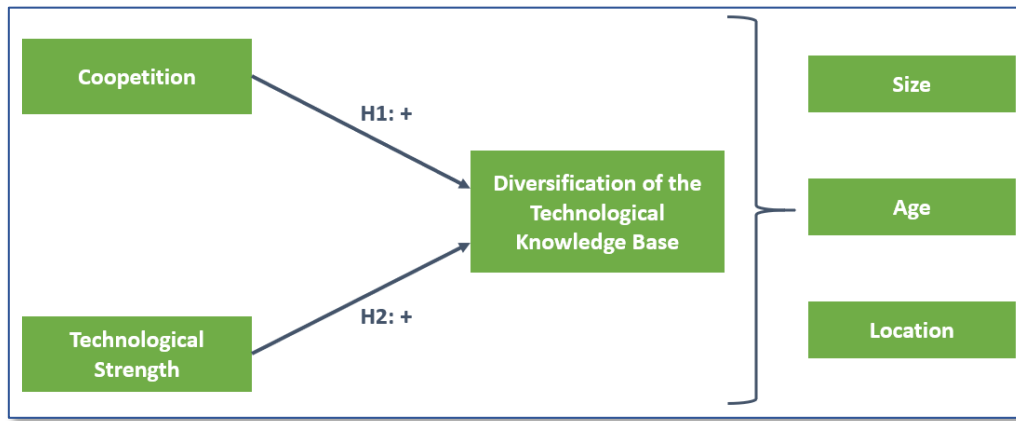 Coopetition
H1: +
Diversification of the
Technological
Knowledge Base
H2: +
Technological
Strength
Size
Age
Location